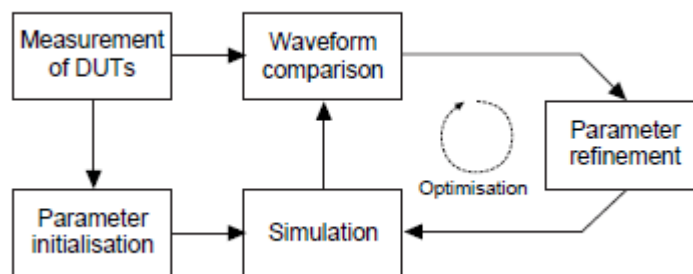 Measurement
of DUTs
Waveform
comparison
Parameter
refinement
Optimisation
Parameter
initialisation
Simulation